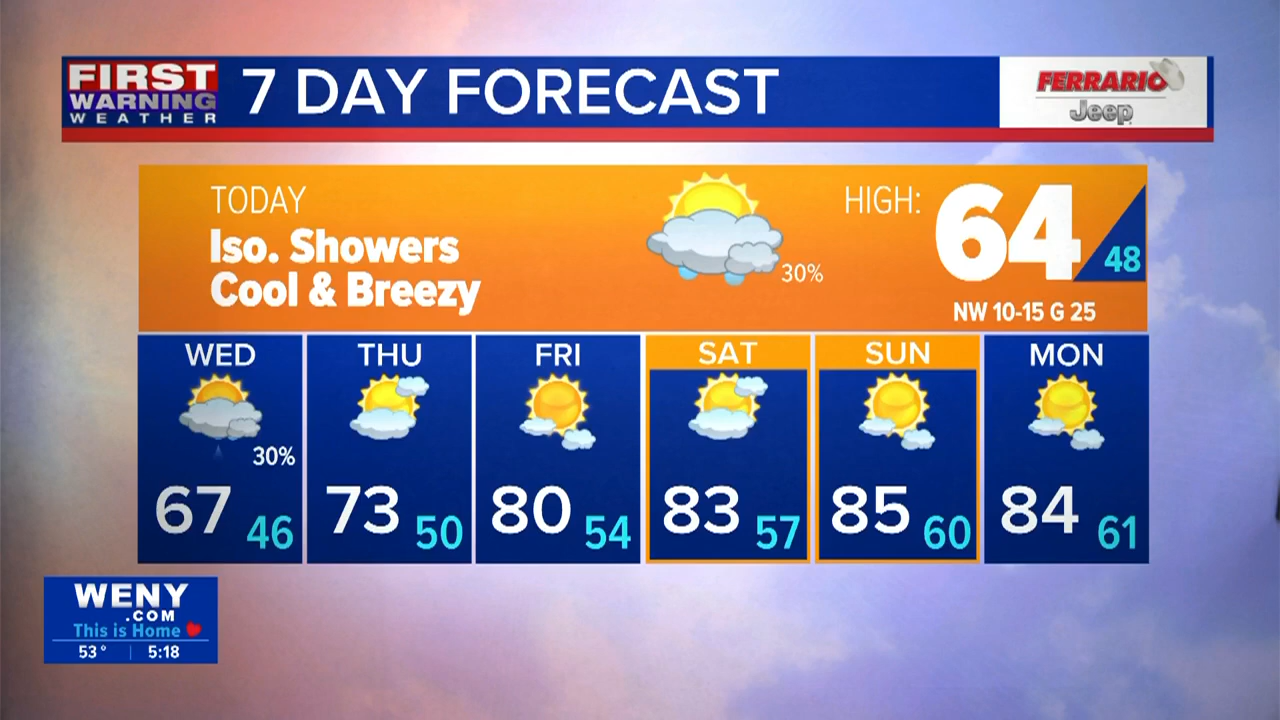 FIRST
WARNING
WEATHER
7 DAY FORECAST
FERRARIO
Jeep
TODAY
Iso. Showers
Cool & Breezy
30%
HIGH:
64
48
NW 10-15 G 25
WED
30%
67 46
THU
73 50
FRI
80 54
SAT
83 57
SUN
85 60
MON
84 61
WENY
.COM
This is Home
53° | 5:18